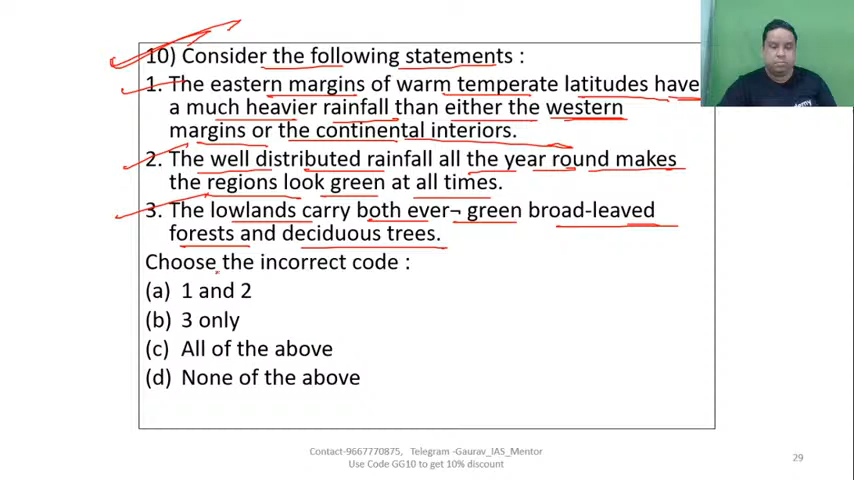 10) Consider the following statements :
1. The eastern margins of warm temperate latitudes have
a much heavier rainfall than either the western
margins or the continental interiors.
2. The well distributed rainfall all the year round makes
the regions look green at all times.
3. The lowlands carry both ever¬ green broad-leaved
forests and deciduous trees.
Choose the incorrect code :
(a) 1 and 2
(b) 3 only
(c) All of the above
(d) None of the above
Contact-9667770875, Telegram -Gaurav_IAS_Mentor
Use Code GG10 to get 10% discount
29